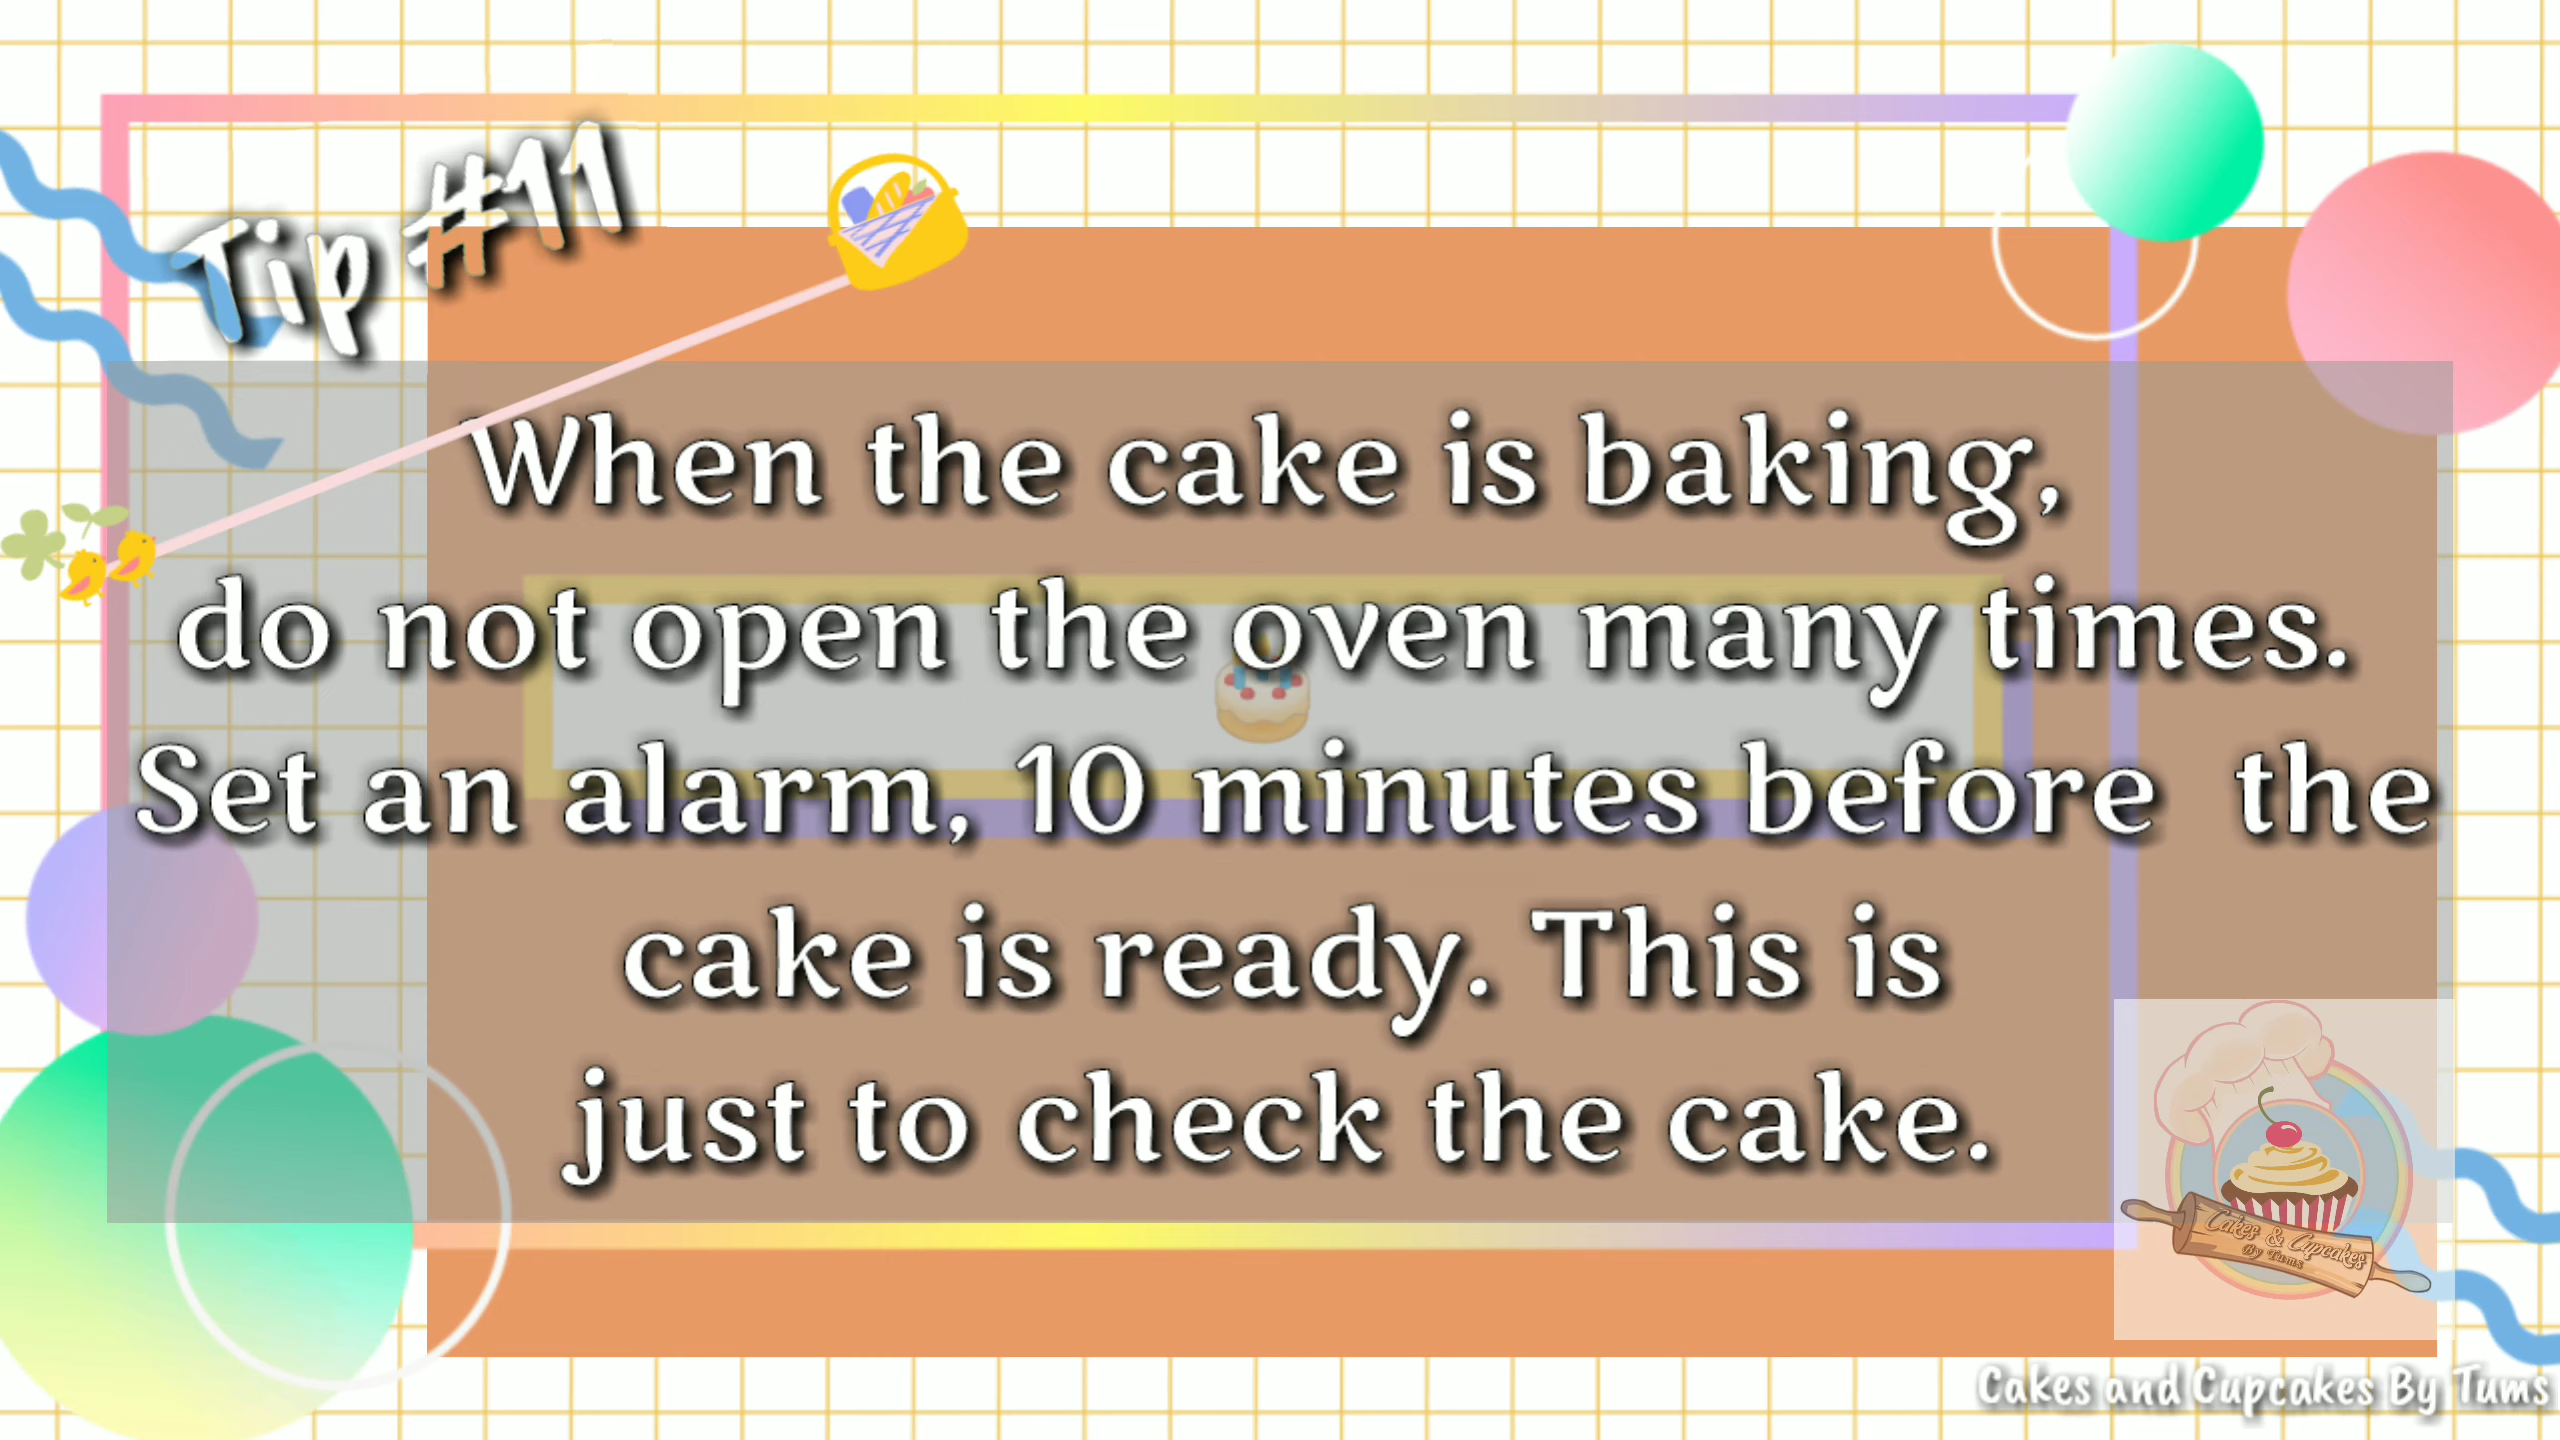 Tip #11
When the cake is baking,
do not open the oven many times.
Set an alarm, 10 minutes before the
cake is ready. This is
just to check the cake.
Cakes & Cupcakes
By Tums
Cakes and Cupcakes By Tums